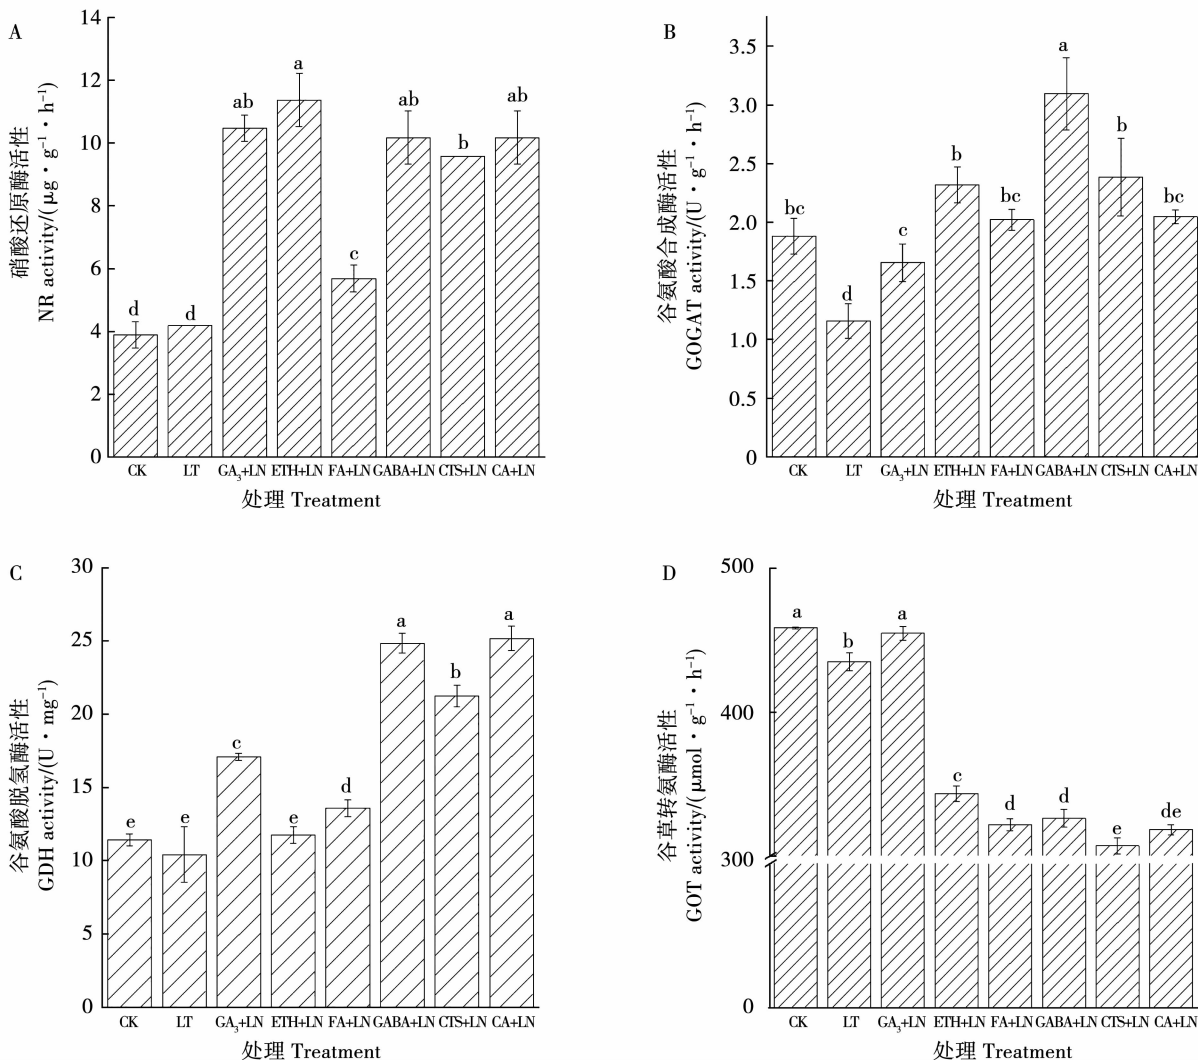 A
硝酸还原酶活性
NR activity/(μg·g⁻¹·h⁻¹)
14
12
10
8
6
4
2
0
d
d
ab
a
c
ab
b
ab
CK
LT
GA₃+LN
ETH+LN
FA+LN
GABA+LN
CTS+LN
CA+LN
处理 Treatment
B
谷氨酸合成酶活性
GOGAT activity/(U·g⁻¹·h⁻¹)
3.5
3.0
2.5
2.0
1.5
1.0
0.5
0
bc
d
c
b
bc
a
b
bc
CK
LT
GA₃+LN
ETH+LN
FA+LN
GABA+LN
CTS+LN
CA+LN
处理 Treatment
C
谷氨酸脱氢酶活性
GDH activity/(U·mg⁻¹)
30
25
20
15
10
5
0
e
e
c
e
d
a
b
a
CK
LT
GA₃+LN
ETH+LN
FA+LN
GABA+LN
CTS+LN
CA+LN
处理 Treatment
D
谷草转氨酶活性
GOT activity/(μmol·g⁻¹·h⁻¹)
500
400
300
0
a
b
a
c
d
d
e
de
CK
LT
GA₃+LN
ETH+LN
FA+LN
GABA+LN
CTS+LN
CA+LN
处理 Treatment